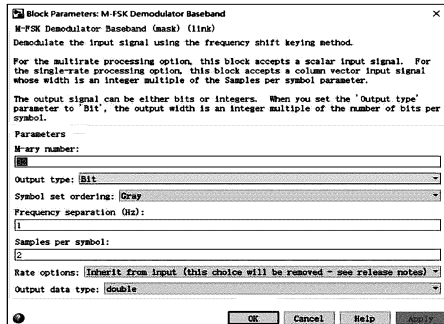 Block Parameters: M-FSK Demodulator Baseband
M-FSK Demodulator Baseband (mask) (link)
Demodulate the input signal using the frequency shift keying method.
For the multirate processing option, this block accepts a scalar input signal. For
the single-rate processing option, this block accepts a column vector input signal
whose width is an integer multiple of the Samples per symbol parameter.
The output signal can be either bits or integers. When you set the 'Output type'
parameter to 'Bit', the output width is an integer multiple of the number of bits per
symbol.
Parameters
M-ary number:
Output type: Bit
Symbol set ordering: Gray
Frequency separation (Hz):
1
Samples per symbol:
2
Rate options: Inherit from input (this choice will be removed - see release notes)
Output data type: double
OK Cancel Help Apply